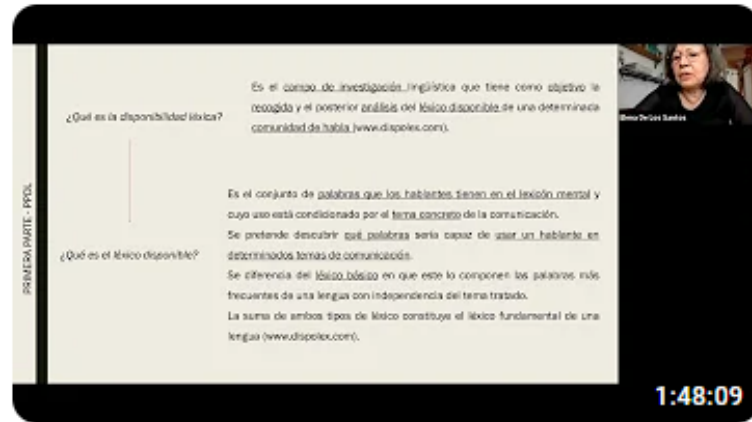 Es el campo de investigación lingüística que tiene como objetivo la
¿Qué es la disponibilidad léxica?
recogida y el posterior análisis del léxico disponible de una determinada
comunidad de habla (www.dispolex.com).
Elena De Los Santos
PRIMERA PARTE - PPDL
Es el conjunto de palabras que los hablantes tienen en el lexicón mental y
cuyo uso está condicionado por el tema concreto de la comunicación.
Se pretende descubrir qué palabras sería capaz de usar un hablante en
¿Qué es el léxico disponible?
determinados temas de comunicación.
Se diferencia del léxico básico en que este lo componen las palabras más
frecuentes de una lengua con independencia del tema tratado.
La suma de ambos tipos de léxico constituye el léxico fundamental de una
lengua (www.dispolex.com).
1:48:09